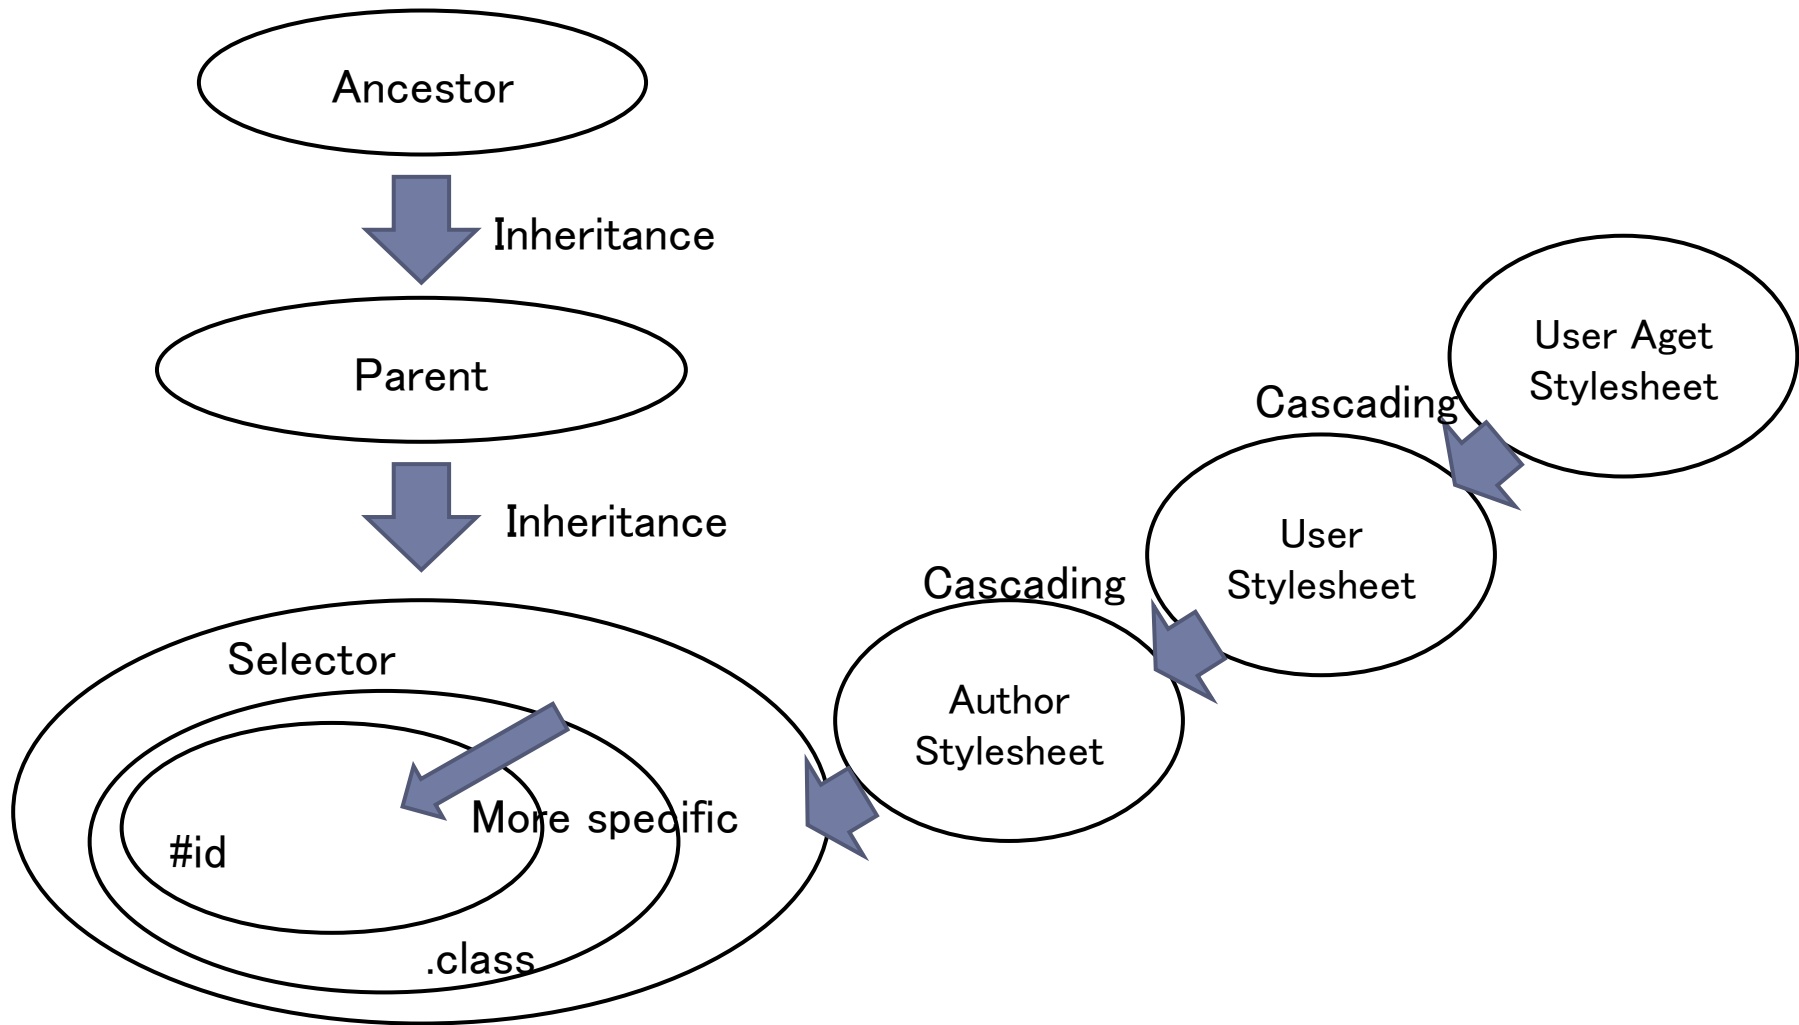 Ancestor
Inheritance
Parent
Inheritance
Selector
More specific
#id
.class
User Aget
Stylesheet
Cascading
User
Stylesheet
Cascading
Author
Stylesheet